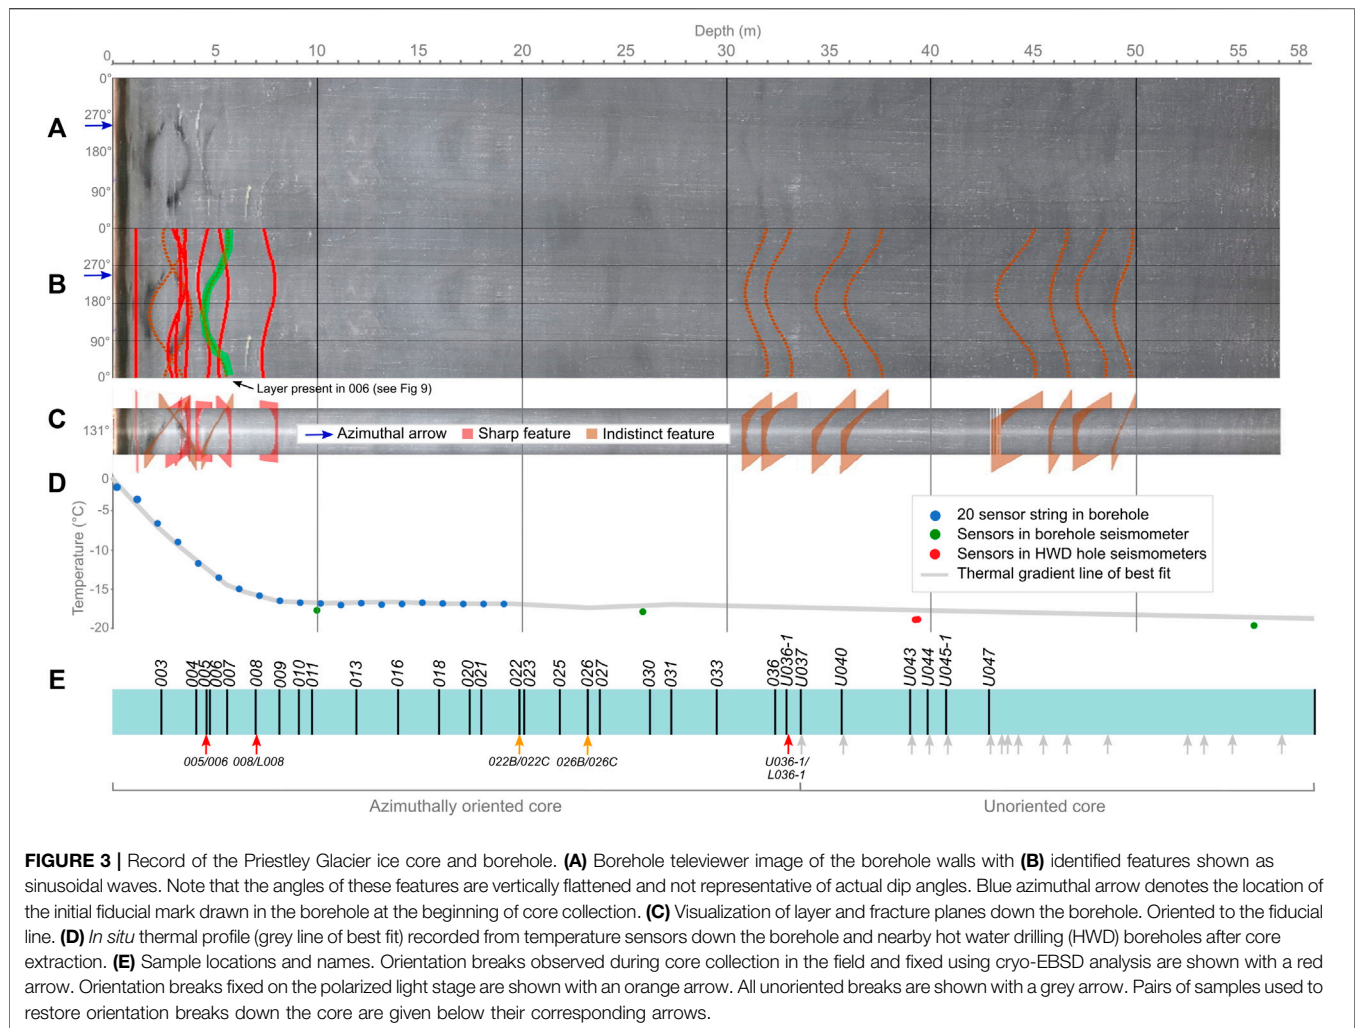 Depth (m)
0 5 10 15 20 25 30 35 40 45 50 55 58
A
0°
270°
180°
90°
0°
B
270°
180°
90°
0°
Layer present in 006 (see Fig 9)
C
131°
Azimuthal arrow Sharp feature Indistinct feature
D
Temperature (°C)
0
-5
-10
-15
-20
20 sensor string in borehole
Sensors in borehole seismometer
Sensors in HWD hole seismometers
Thermal gradient line of best fit
E
003 004 005 006 007 008 009 010 011 013 016 018 020 021 022 023 025 026 027 030 031 033 036 U036-1 U037 U040 U043 U044 U045-1 U047
005/006 008/L008 022B/022C 026B/026C U036-1/
L036-1
Azimuthally oriented core Unoriented core
FIGURE 3 | Record of the Priestley Glacier ice core and borehole. (A) Borehole televiewer image of the borehole walls with (B) identified features shown as
sinusoidal waves. Note that the angles of these features are vertically flattened and not representative of actual dip angles. Blue azimuthal arrow denotes the location of
the initial fiducial mark drawn in the borehole at the beginning of core collection. (C) Visualization of layer and fracture planes down the borehole. Oriented to the fiducial
line. (D) In situ thermal profile (grey line of best fit) recorded from temperature sensors down the borehole and nearby hot water drilling (HWD) boreholes after core
extraction. (E) Sample locations and names. Orientation breaks observed during core collection in the field and fixed using cryo-EBSD analysis are shown with a red
arrow. Orientation breaks fixed on the polarized light stage are shown with an orange arrow. All unoriented breaks are shown with a grey arrow. Pairs of samples used to
restore orientation breaks down the core are given below their corresponding arrows.